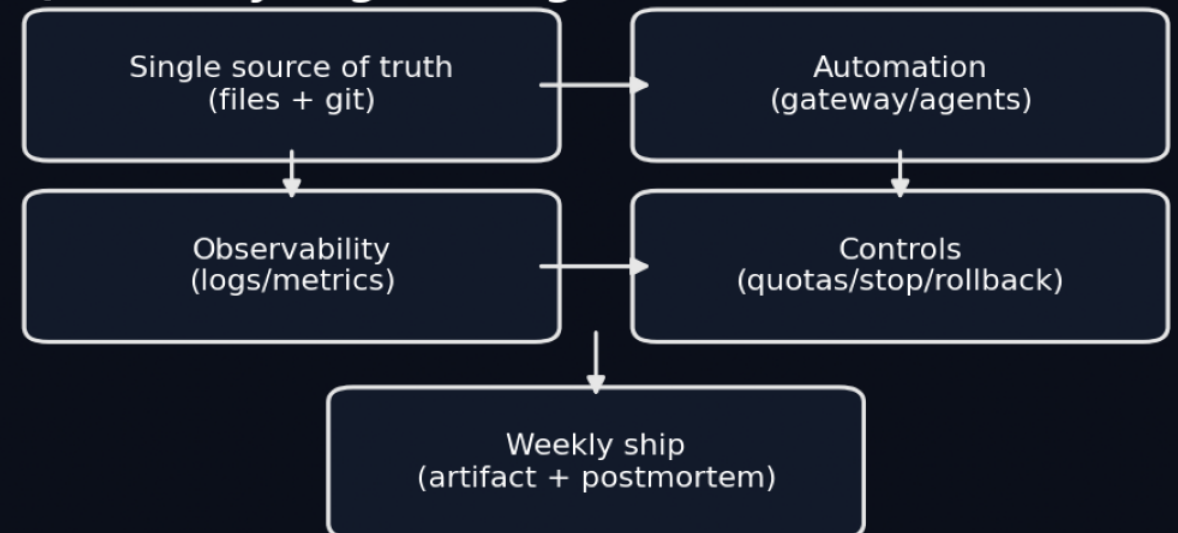 Single source of truth
(files + git)
Automation
(gateway/agents)
Observability
(logs/metrics)
Controls
(quotas/stop/rollback)
Weekly ship
(artifact + postmortem)